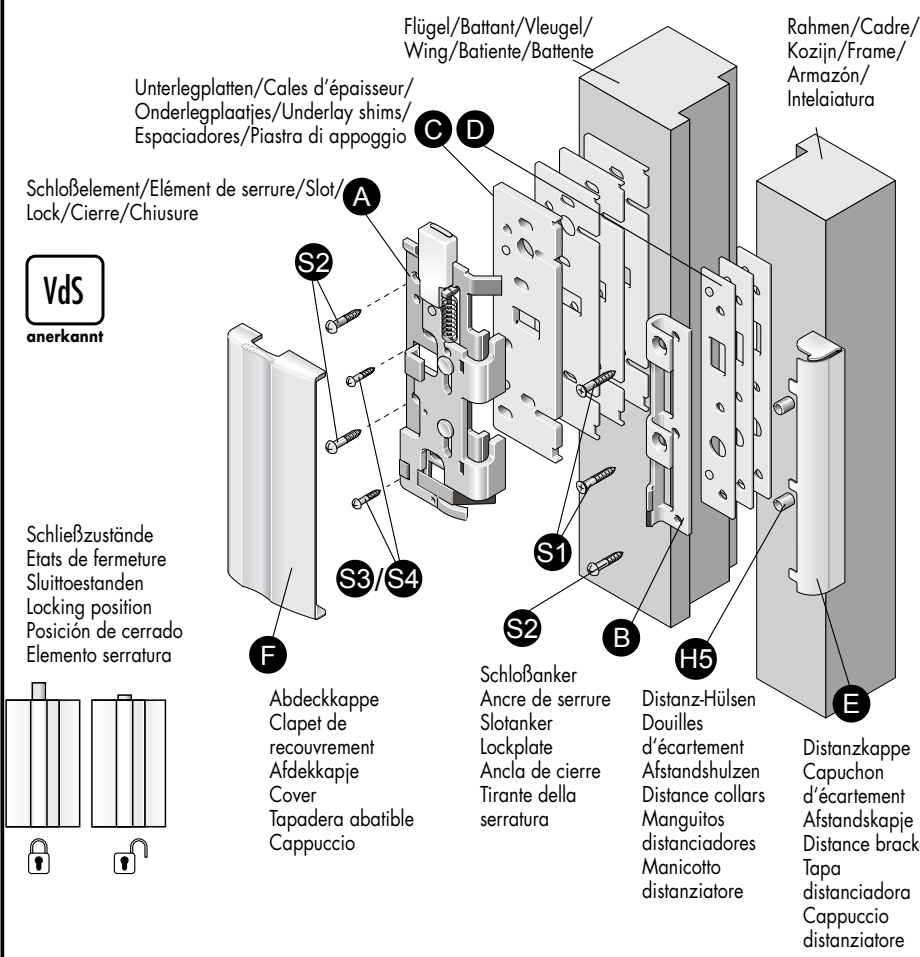 Flügel/Battant/Vleugel/
Wing/Batiente/Battente
Rahmen/Cadre/
Kozijn/Frame/
Armazón/
Intelaiatura
Unterlegplatten/Cales d'épaisseur/
Onderlegplaatjes/Underlay shims/
Espaciadores/Piastra di appoggio
C
D
Schloßelement/Elément de serrure/Slot/
Lock/Cierre/Chiusure
A
VdS
anerkannt
S2
S3/S4
S1
S2
F
B
H5
E
Schließzustände
Etats de fermeture
Sluittoestanden
Locking position
Posición de cerrado
Elemento serratura
Abdeckkappe
Clapet de
recouvrement
Afdekkapje
Cover
Tapadera abatible
Cappuccio
Schloßanker
Ancre de serrure
Slotanker
Lockplate
Ancla de cierre
Tirante della
serratura
Distanz-Hülsen
Douilles
d'écartement
Afstandshulzen
Distance collars
Manguitos
distanciadores
Manicotto
distanziatore
Distanzkappe
Capuchon
d'écartement
Afstandskapje
Distance brack
Tapa
distanciadora
Cappuccio
distanziatore